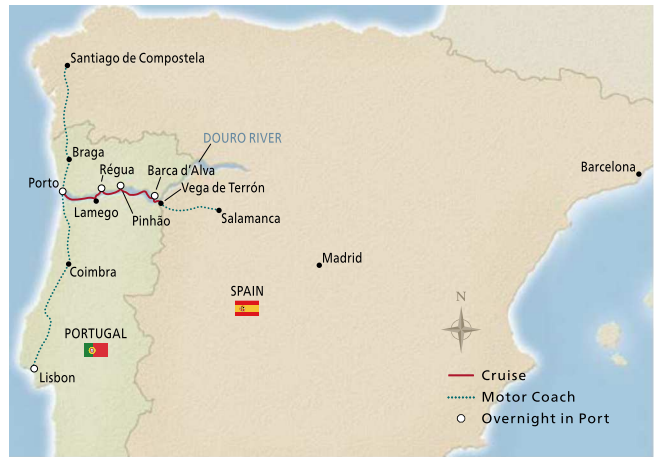 Santiago de Compostela
DOURO RIVER
Braga
Régua
Barca d'Alva
Barcelona
Porto
Vega de Terrón
Lamego
Pinhão
Salamanca
Madrid
Coimbra
SPAIN
N
PORTUGAL
Lisbon
Cruise
Motor Coach
Overnight in Port